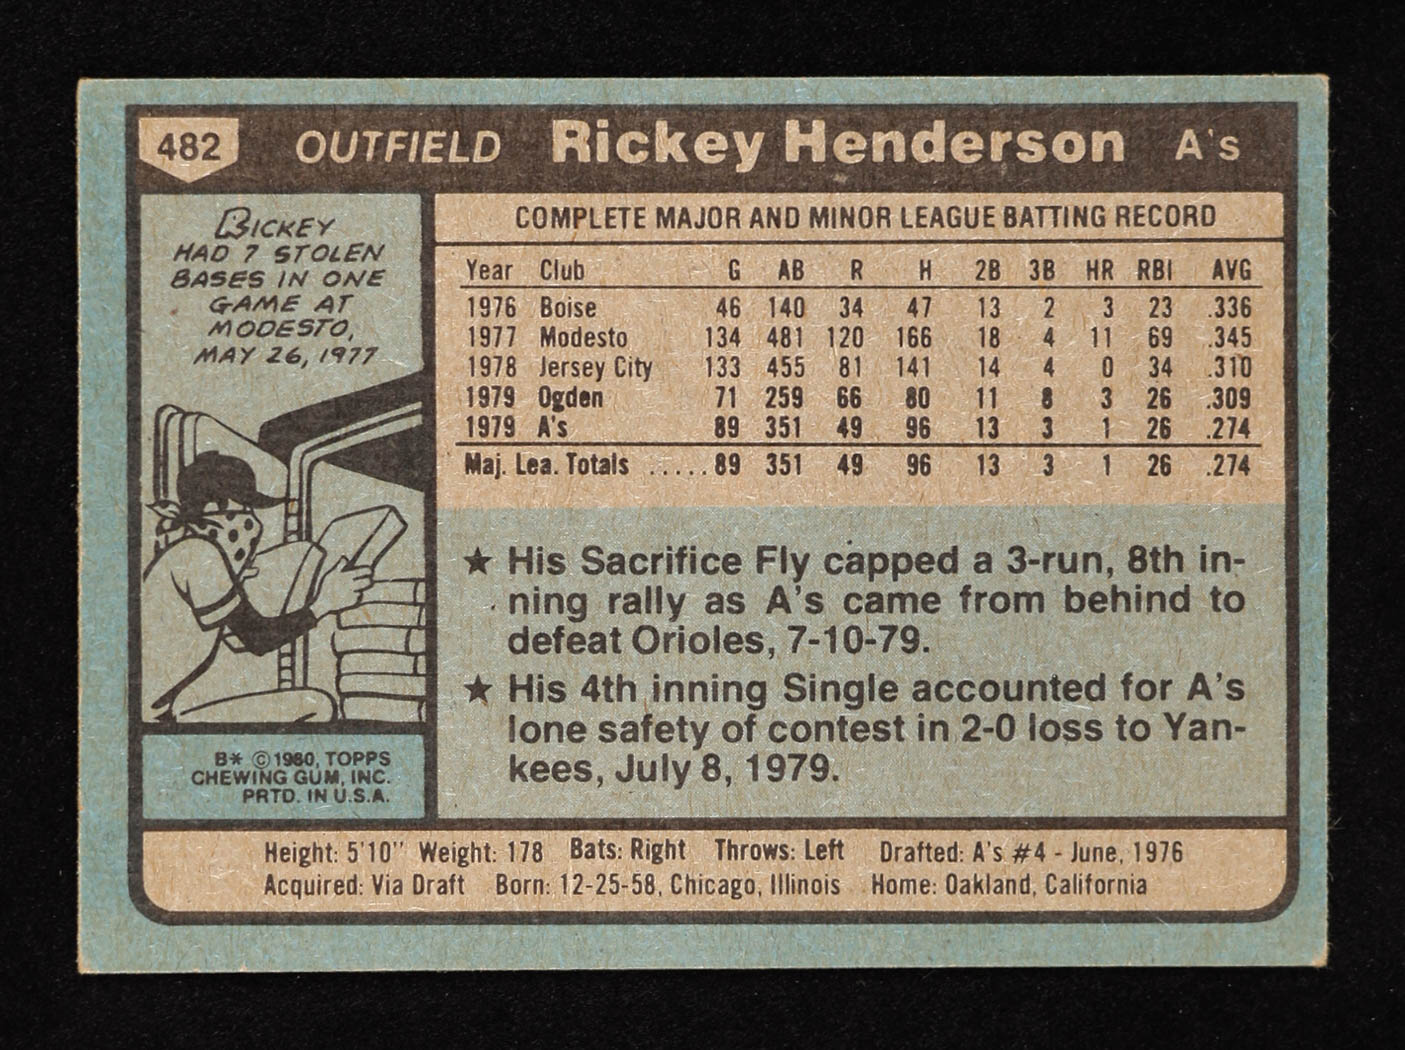 482 OUTFIELD Rickey Henderson A's
RICKEY
HAD 7 STOLEN
BASES IN ONE
GAME AT
MODESTO,
MAY 26, 1977
COMPLETE MAJOR AND MINOR LEAGUE BATTING RECORD
Year Club G AB R H 2B 3B HR RBI AVG
1976 Boise 46 140 34 47 13 2 3 23 .336
1977 Modesto 134 481 120 166 18 4 11 69 .345
1978 Jersey City 133 455 81 141 14 4 0 34 .310
1979 Ogden 71 259 66 80 11 8 3 26 .309
1979 A's 89 351 49 96 13 3 1 26 .274
Maj. Lea. Totals ..... 89 351 49 96 13 3 1 26 .274
★ His Sacrifice Fly capped a 3-run, 8th in-
ning rally as A's came from behind to
defeat Orioles, 7-10-79.
★ His 4th inning Single accounted for A's
lone safety of contest in 2-0 loss to Yan-
kees, July 8, 1979.
B* ©1980, TOPPS
CHEWING GUM, INC.
PRTD. IN U.S.A.
Height: 5'10" Weight: 178 Bats: Right Throws: Left Drafted: A's #4 - June, 1976
Acquired: Via Draft Born: 12-25-58, Chicago, Illinois Home: Oakland, California